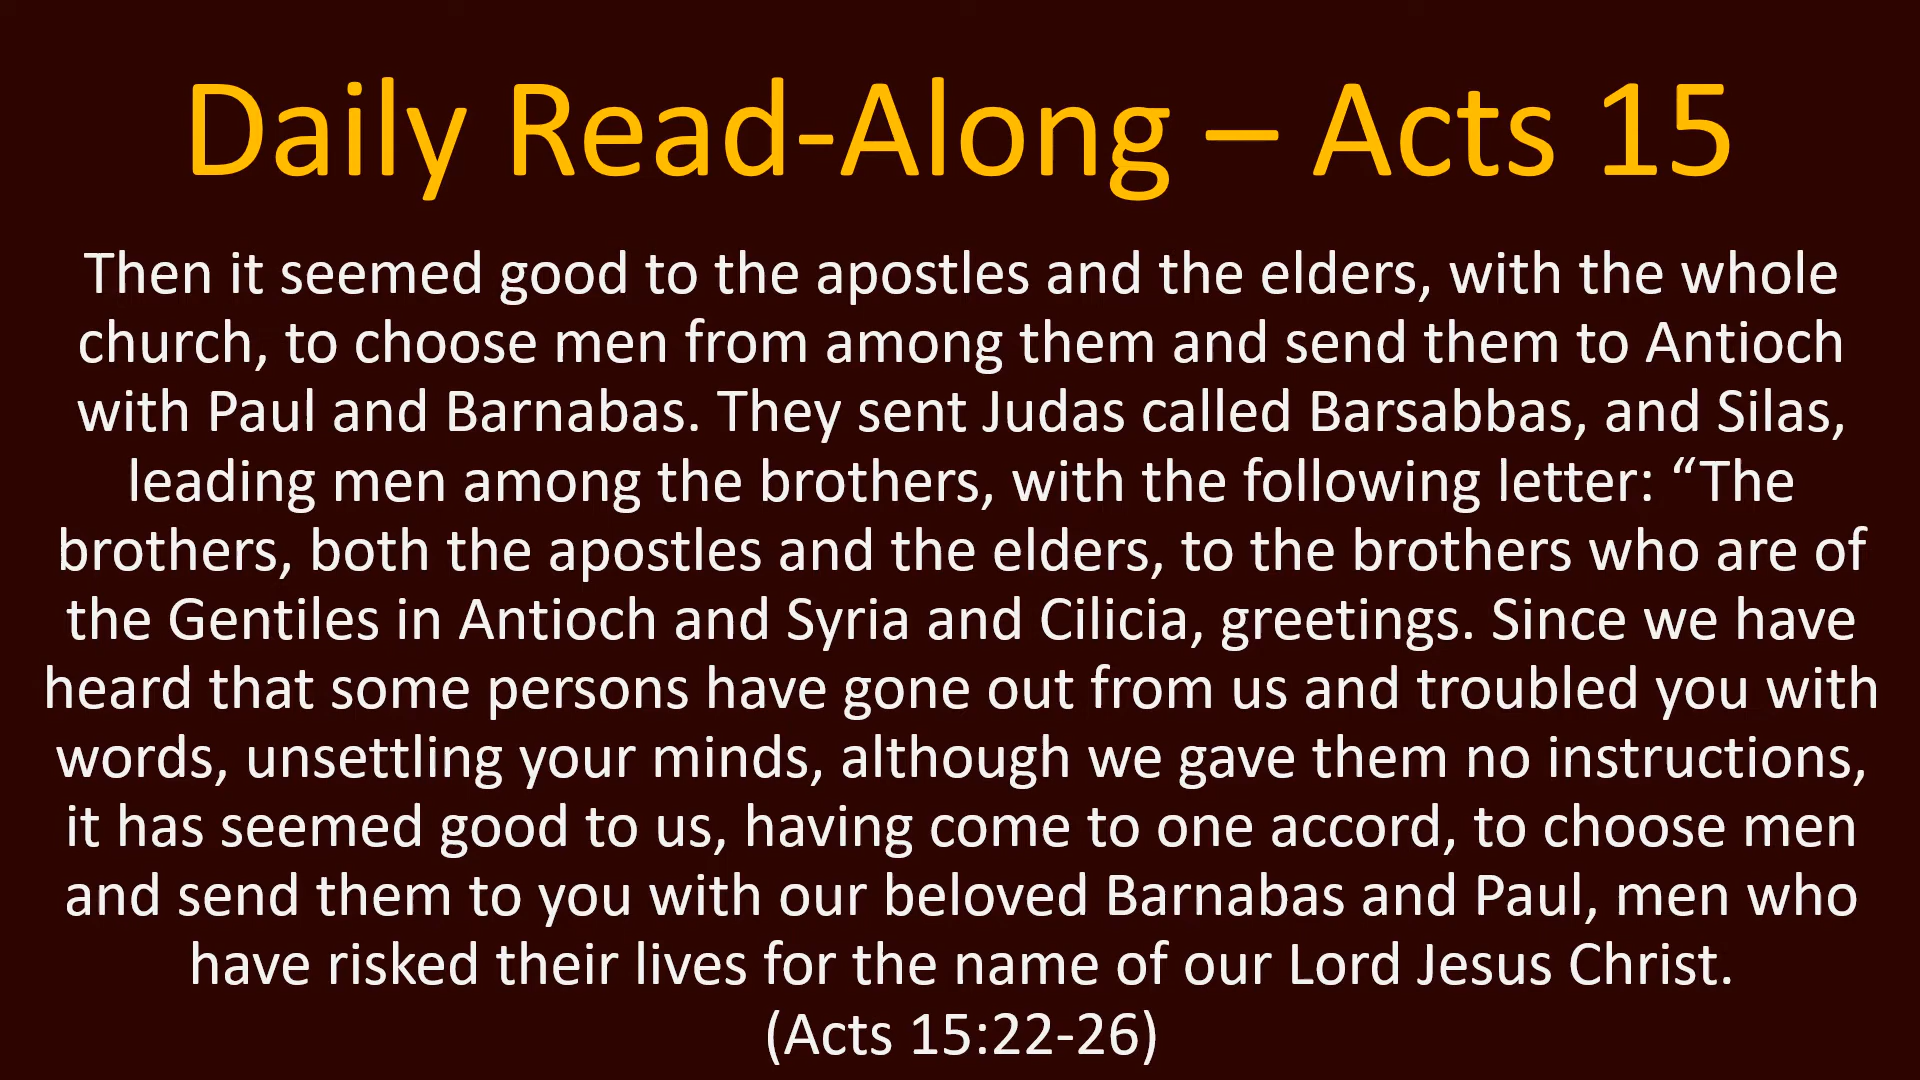 Daily Read-Along – Acts 15
Then it seemed good to the apostles and the elders, with the whole
church, to choose men from among them and send them to Antioch
with Paul and Barnabas. They sent Judas called Barsabbas, and Silas,
leading men among the brothers, with the following letter: “The
brothers, both the apostles and the elders, to the brothers who are of
the Gentiles in Antioch and Syria and Cilicia, greetings. Since we have
heard that some persons have gone out from us and troubled you with
words, unsettling your minds, although we gave them no instructions,
it has seemed good to us, having come to one accord, to choose men
and send them to you with our beloved Barnabas and Paul, men who
have risked their lives for the name of our Lord Jesus Christ.
(Acts 15:22-26)